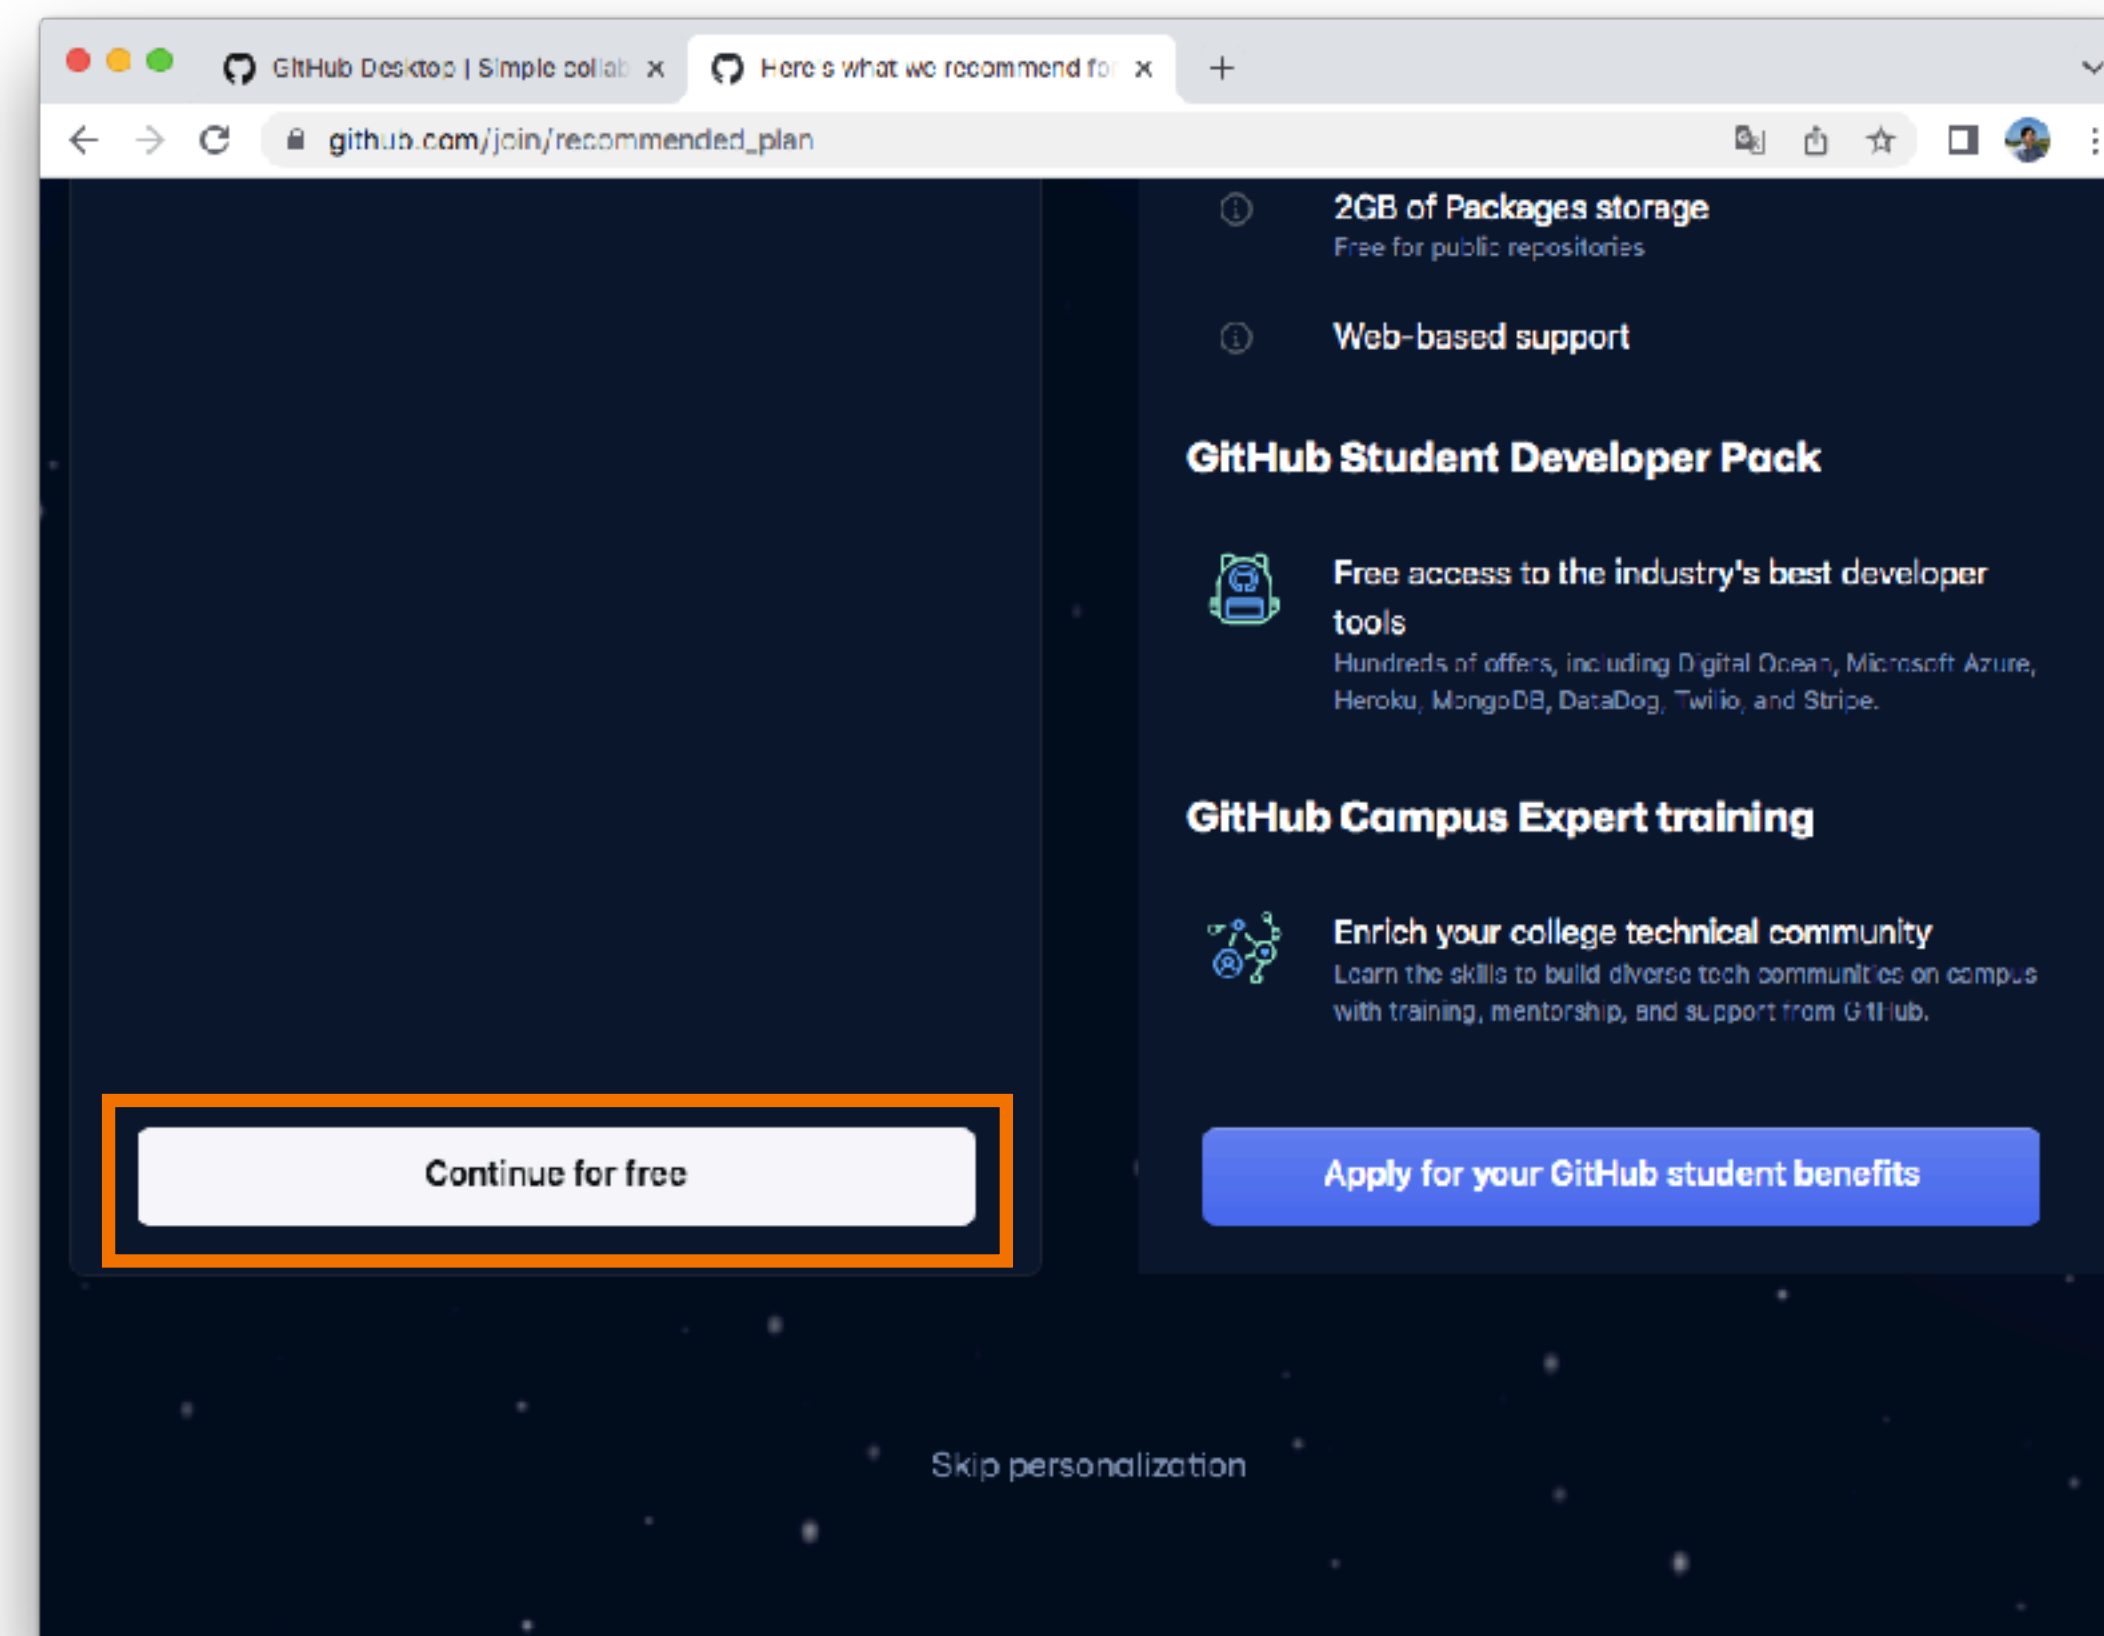 GitHub Desktop | Simple collab
Here's what we recommend for
github.com/join/recommended_plan
2GB of Packages storage
Free for public repositories
Web-based support
GitHub Student Developer Pack
Free access to the industry's best developer
tools
Hundreds of offers, including Digital Ocean, Microsoft Azure,
Heroku, MongoDB, DataDog, Twilio, and Stripe.
GitHub Campus Expert training
Enrich your college technical community
Learn the skills to build diverse tech communities on campus
with training, mentorship, and support from GitHub.
Continue for free
Apply for your GitHub student benefits
Skip personalization